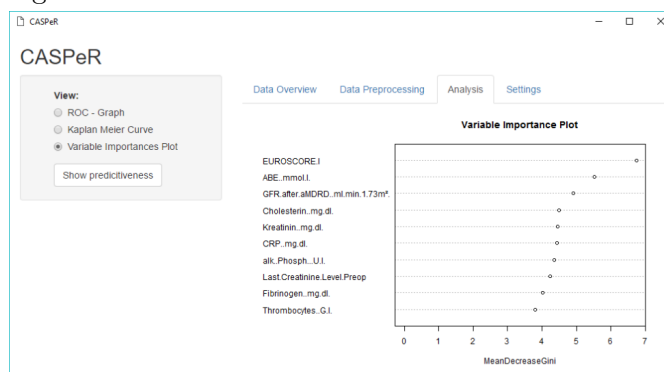 CASPeR
CASPeR
View:
ROC - Graph
Kaplan Meier Curve
Variable Importances Plot
Show predicitiveness
Data Overview Data Preprocessing Analysis Settings
Variable Importance Plot
EUROSCORE.I
ABE..mmol.l.
GFR.after.aMDRD..ml.min.1.73m².
Cholesterin..mg.dl.
Kreatinin..mg.dl.
CRP..mg.dl.
alk..Phosph...U.l.
Last.Creatinine.Level.Preop
Fibrinogen..mg.dl.
Thrombocytes..G.l.
0 1 2 3 4 5 6 7
MeanDecreaseGini